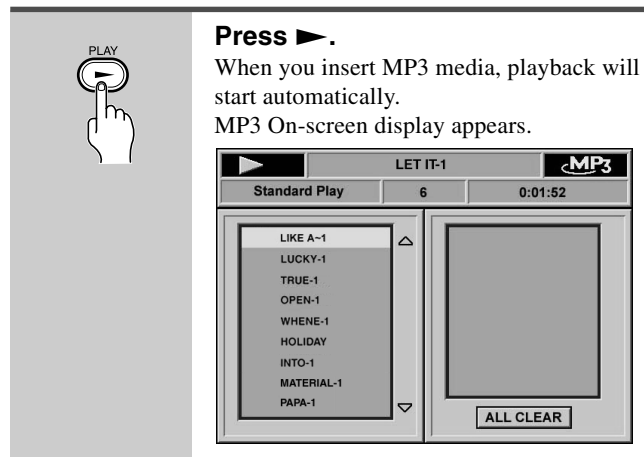 PLAY
Press ►.
When you insert MP3 media, playback will
start automatically.
MP3 On-screen display appears.
LET IT-1
MP3
Standard Play 6 0:01:52
LIKE A~1
LUCKY-1
TRUE-1
OPEN-1
WHENE-1
HOLIDAY
INTO-1
MATERIAL-1
PAPA-1
ALL CLEAR